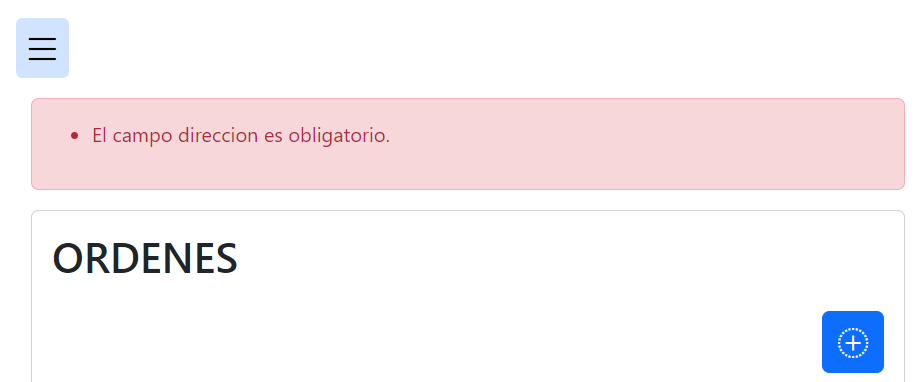 El campo direccion es obligatorio.
ORDENES